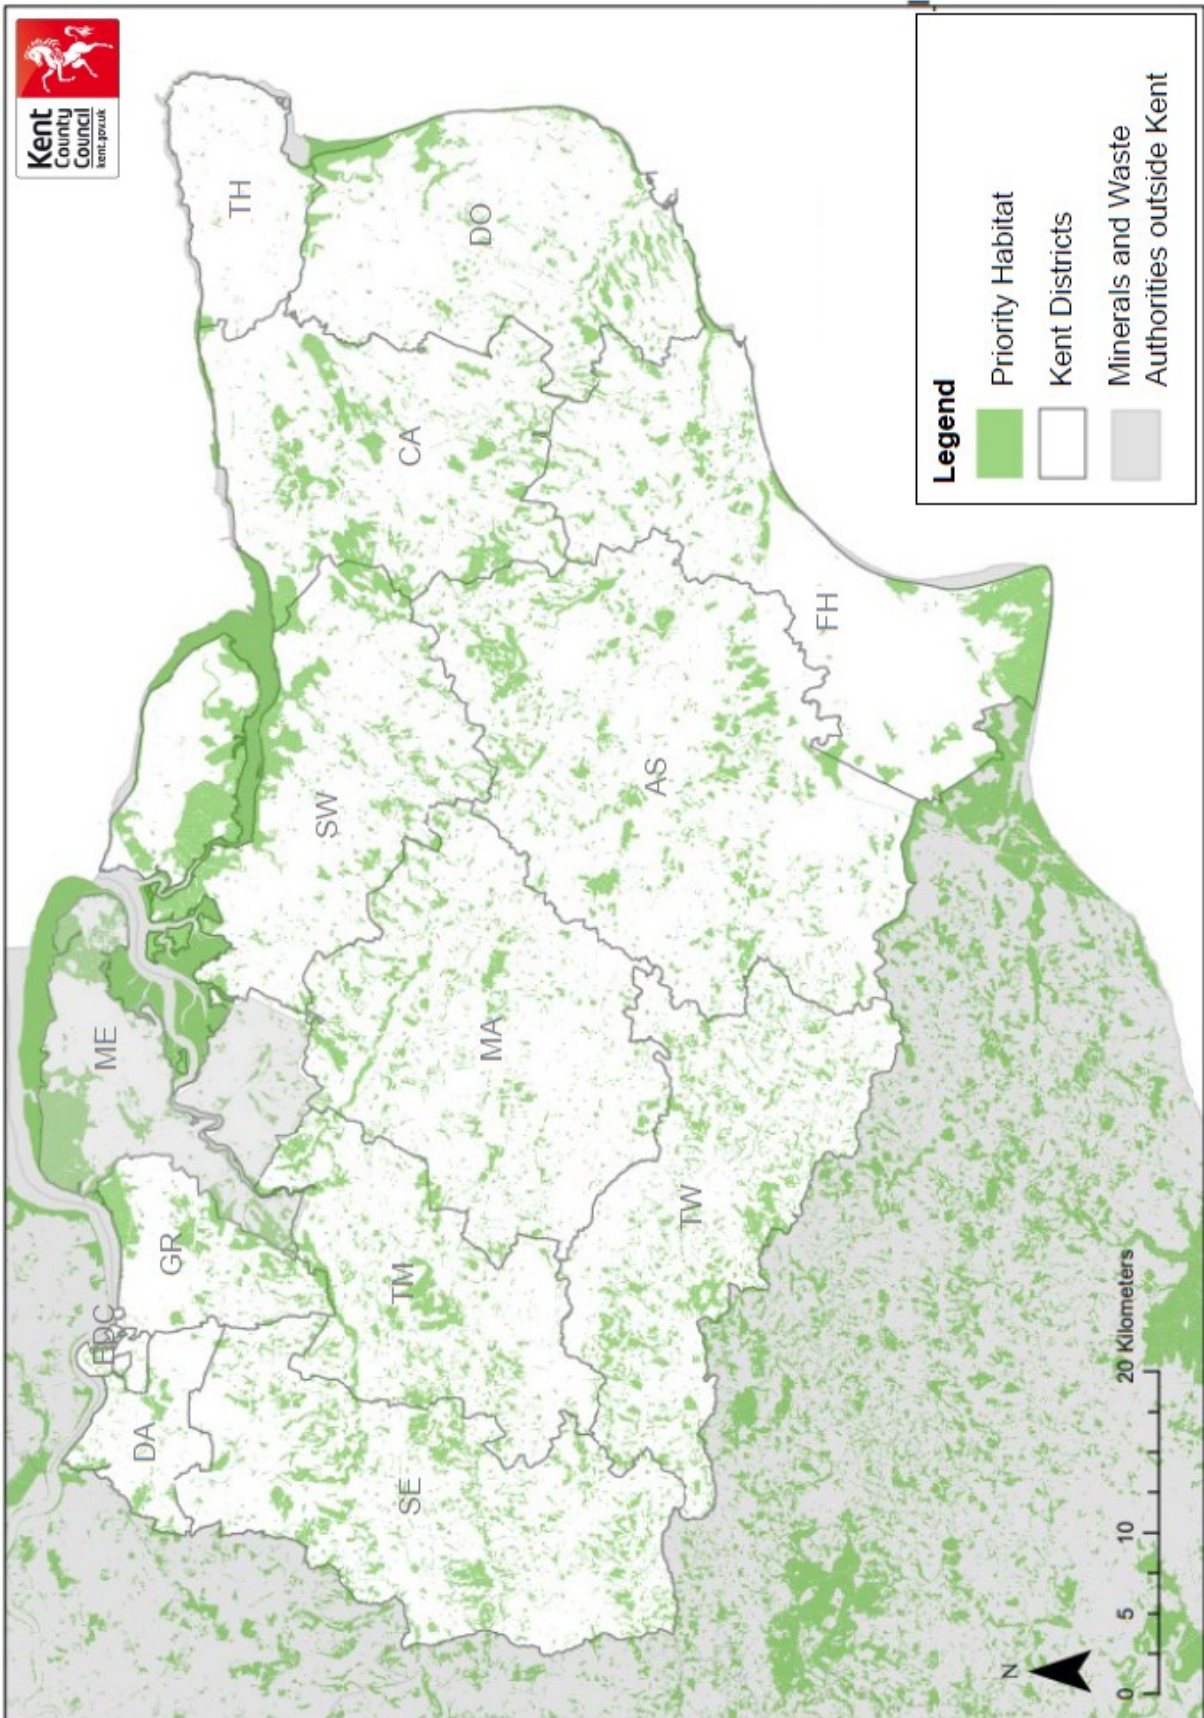 Kent
County
Council
kent.gov.uk
TH
DO
CA
ME
SW
FH
AS
MA
GR
EDC
DA
TM
TW
SE
Legend
Priority Habitat
Kent Districts
Minerals and Waste
Authorities outside Kent
N
0 5 10 20 Kilometers